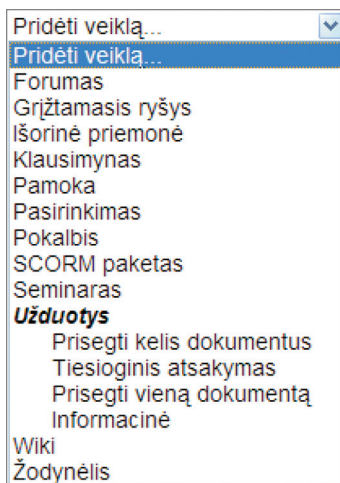 Pridėti veiklą...
Pridėti veiklą...
Forumas
Grįžtamasis ryšys
Išorinė priemonė
Klausimynas
Pamoka
Pasirinkimas
Pokalbis
SCORM paketas
Seminaras
Užduotys
Prisegti kelis dokumentus
Tiesioginis atsakymas
Prisegti vieną dokumentą
Informacinė
Wiki
Žodynėlis